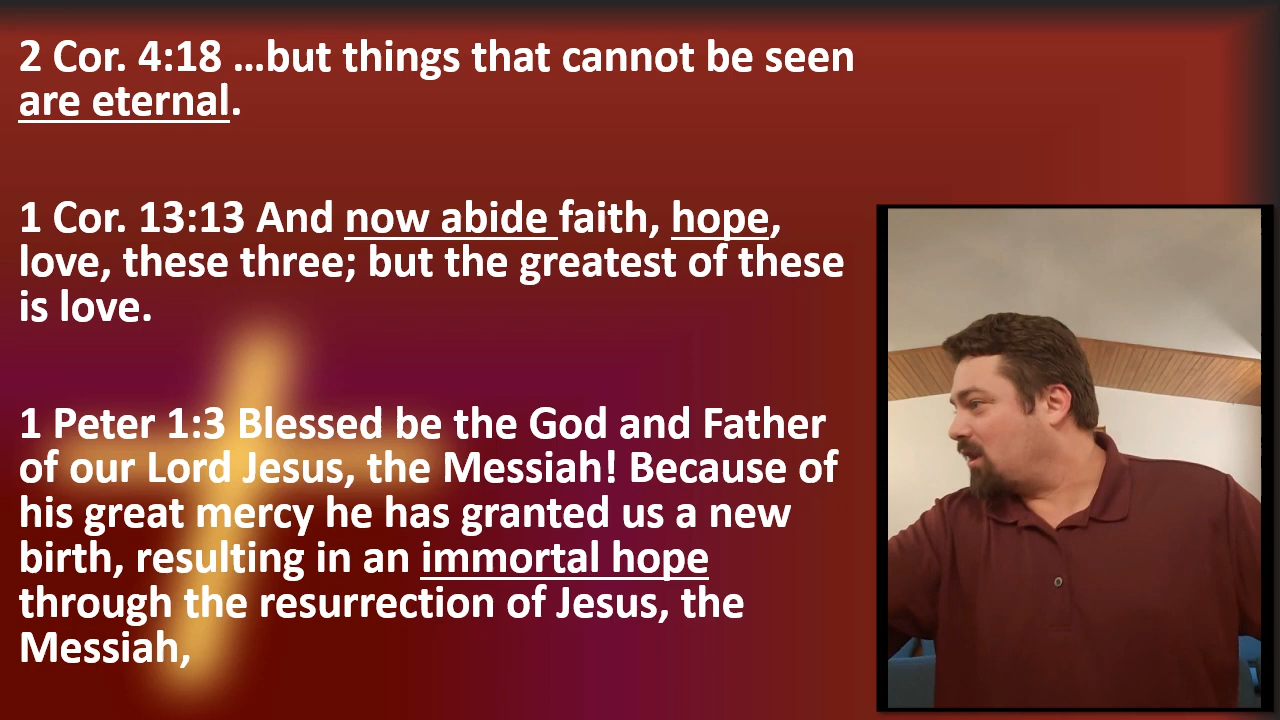 2 Cor. 4:18 …but things that cannot be seen
are eternal.
1 Cor. 13:13 And now abide faith, hope,
love, these three; but the greatest of these
is love.
1 Peter 1:3 Blessed be the God and Father
of our Lord Jesus, the Messiah! Because of
his great mercy he has granted us a new
birth, resulting in an immortal hope
through the resurrection of Jesus, the
Messiah,